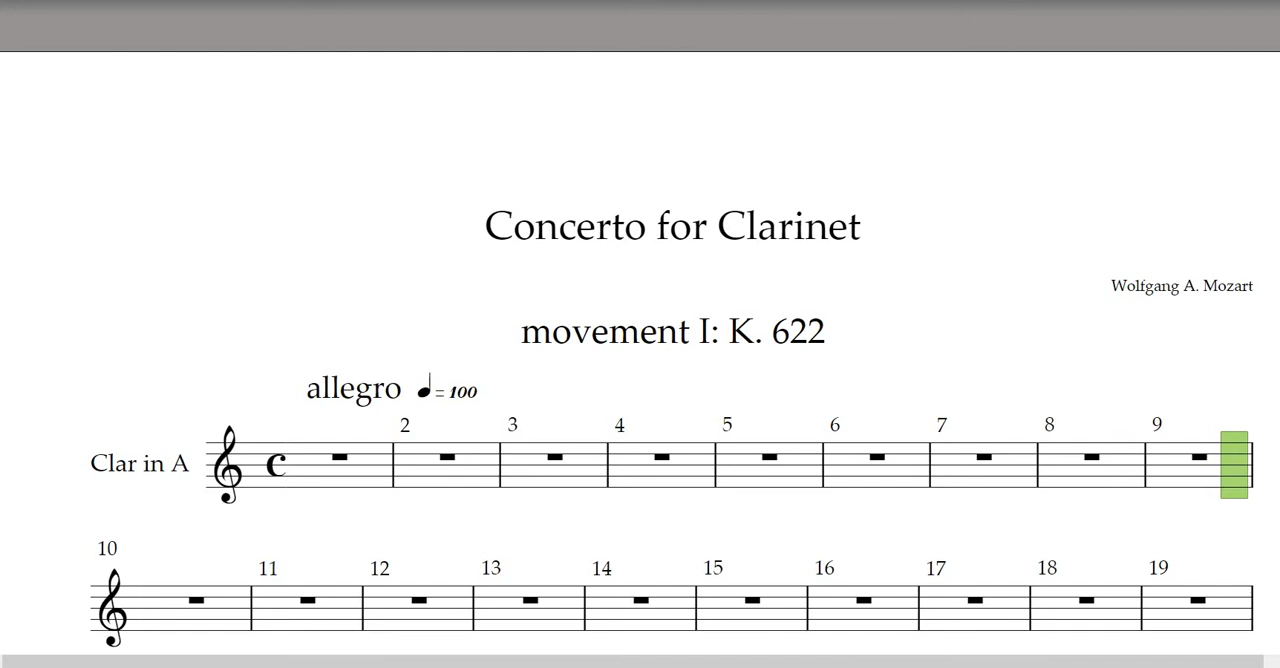 Concerto for Clarinet
Wolfgang A. Mozart
movement I: K. 622
allegro ♩ = 100
2 3 4 5 6 7 8 9
Clar in A
10
11 12 13 14 15 16 17 18 19